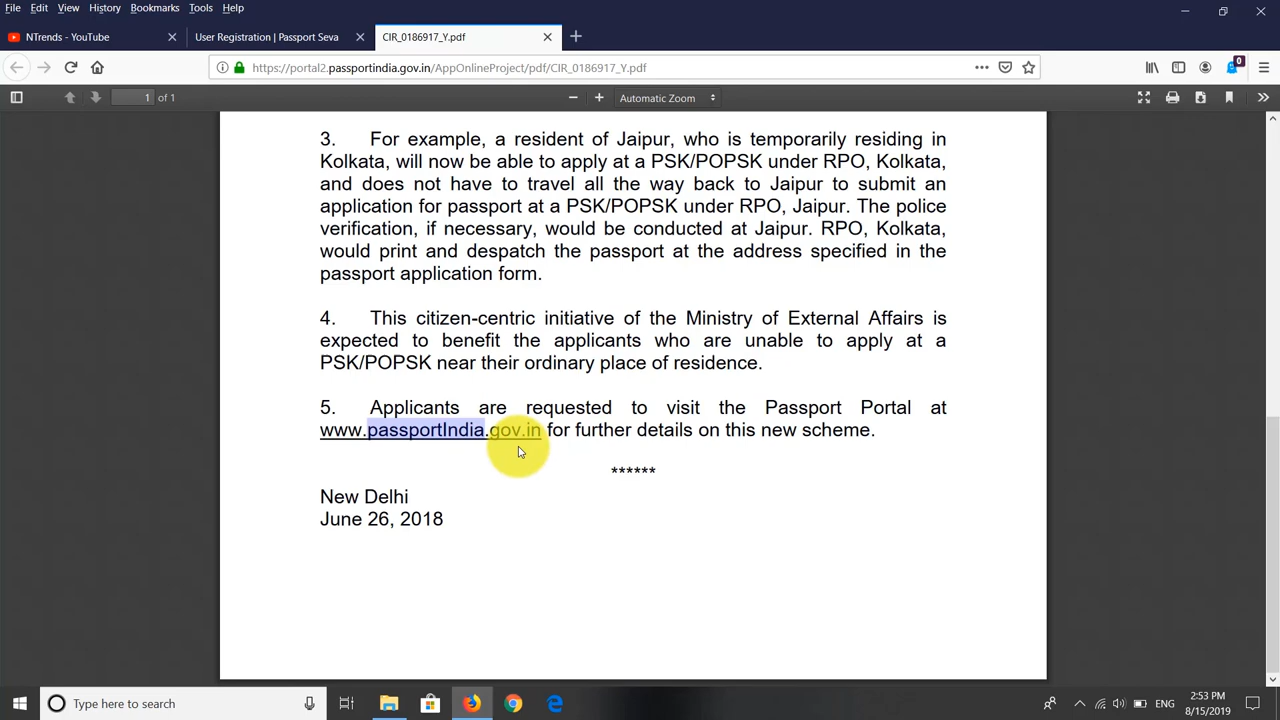 File Edit View History Bookmarks Tools Help
NTrends - YouTube
User Registration | Passport Seva
CIR_0186917_Y.pdf
https://portal2.passportindia.gov.in/AppOnlineProject/pdf/CIR_0186917_Y.pdf
0
1 of 1
Automatic Zoom
3. For example, a resident of Jaipur, who is temporarily residing in
Kolkata, will now be able to apply at a PSK/POPSK under RPO, Kolkata,
and does not have to travel all the way back to Jaipur to submit an
application for passport at a PSK/POPSK under RPO, Jaipur. The police
verification, if necessary, would be conducted at Jaipur. RPO, Kolkata,
would print and despatch the passport at the address specified in the
passport application form.
4. This citizen-centric initiative of the Ministry of External Affairs is
expected to benefit the applicants who are unable to apply at a
PSK/POPSK near their ordinary place of residence.
5. Applicants are requested to visit the Passport Portal at
www.passportIndia.gov.in for further details on this new scheme.
******
New Delhi
June 26, 2018
Type here to search
ENG
2:53 PM
8/15/2019